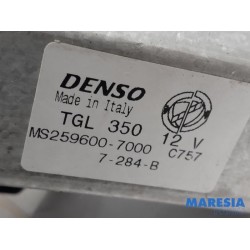 DENSO
Made in Italy
TGL 350
MS259600-7000
12 V
7-284-B
C757
MARESIA